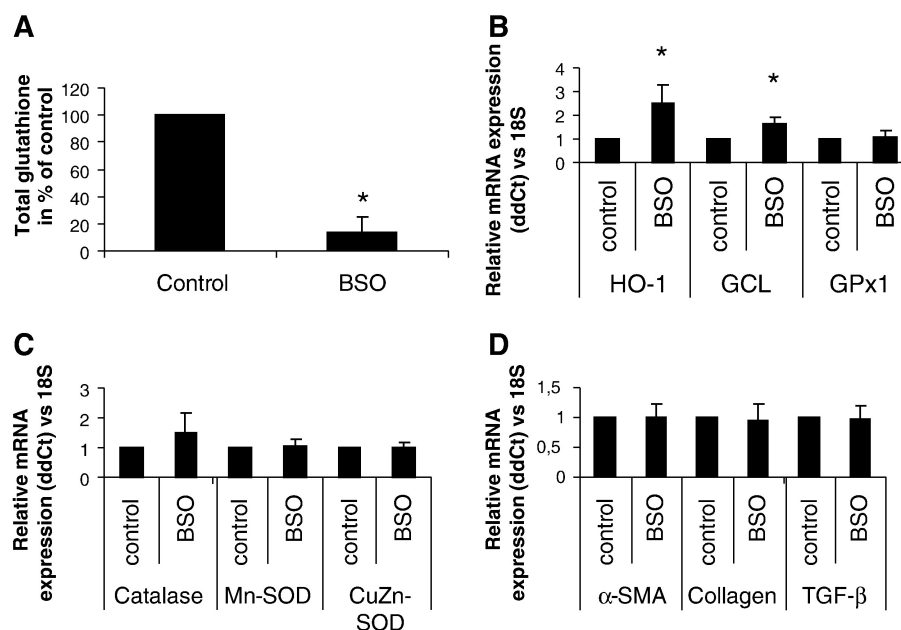 A
Total glutathione
in % of control
120
100
80
60
40
20
0
*
Control
BSO
B
Relative mRNA expression
(ddCt) vs 18S
4
3
2
1
0
*
*
control
BSO
control
BSO
control
BSO
HO-1
GCL
GPx1
C
Relative mRNA
expression (ddCt) vs 18S
3
2
1
0
control
BSO
control
BSO
control
BSO
Catalase
Mn-SOD
CuZn-
SOD
D
Relative mRNA
expression (ddCt) vs 18S
1,5
1
0,5
0
control
BSO
control
BSO
control
BSO
α-SMA
Collagen
TGF-β